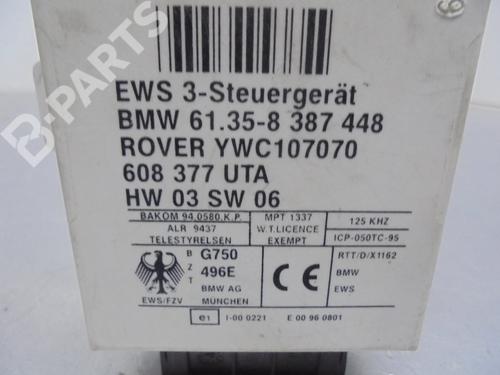 B-PARTS
EWS 3-Steuergerät
BMW 61.35-8 387 448
ROVER YWC107070
608 377 UTA
HW 03 SW 06
BAKOM 94.0580.K.P.
ALR 9437
TELESTYRELSEN
MPT 1337
W.T.LICENCE
EXEMPT
125 KHZ
ICP-050TC-95
B
Z
T
G750
496E
BMW AG
MÜNCHEN
EWS/FZV
CE
RTT/D/X1162
BMW
EWS
e1
I-00 0221
E 00 96 0801